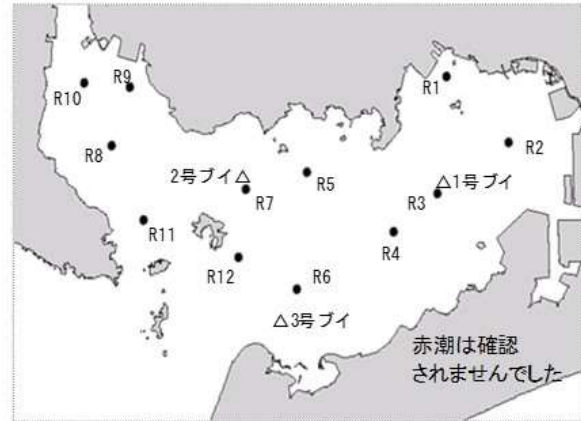 R9
R10
R1
R8
R2
R5
2号ブイ△
△1号ブイ
R7
R3
R11
R4
R12
R6
△3号ブイ
赤潮は確認
されませんでした